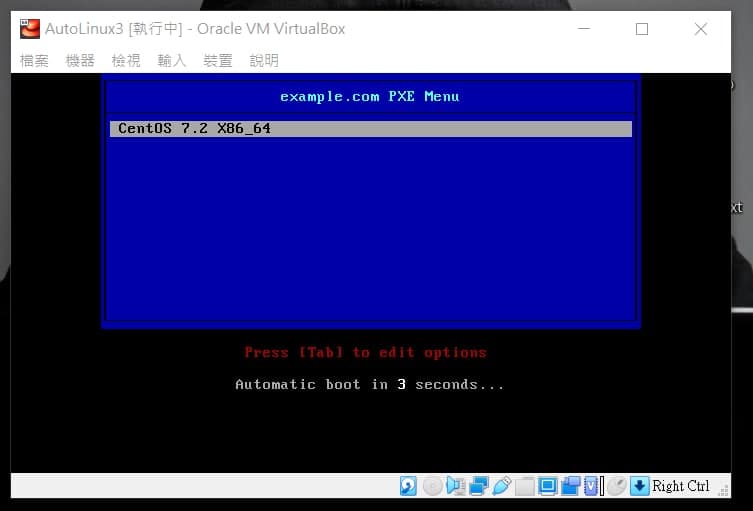 AutoLinux3 [執行中] - Oracle VM VirtualBox
檔案 機器 檢視 輸入 裝置 說明
example.com PXE Menu
CentOS 7.2 X86_64
xt
Press [Tab] to edit options
Automatic boot in 3 seconds...
Right Ctrl